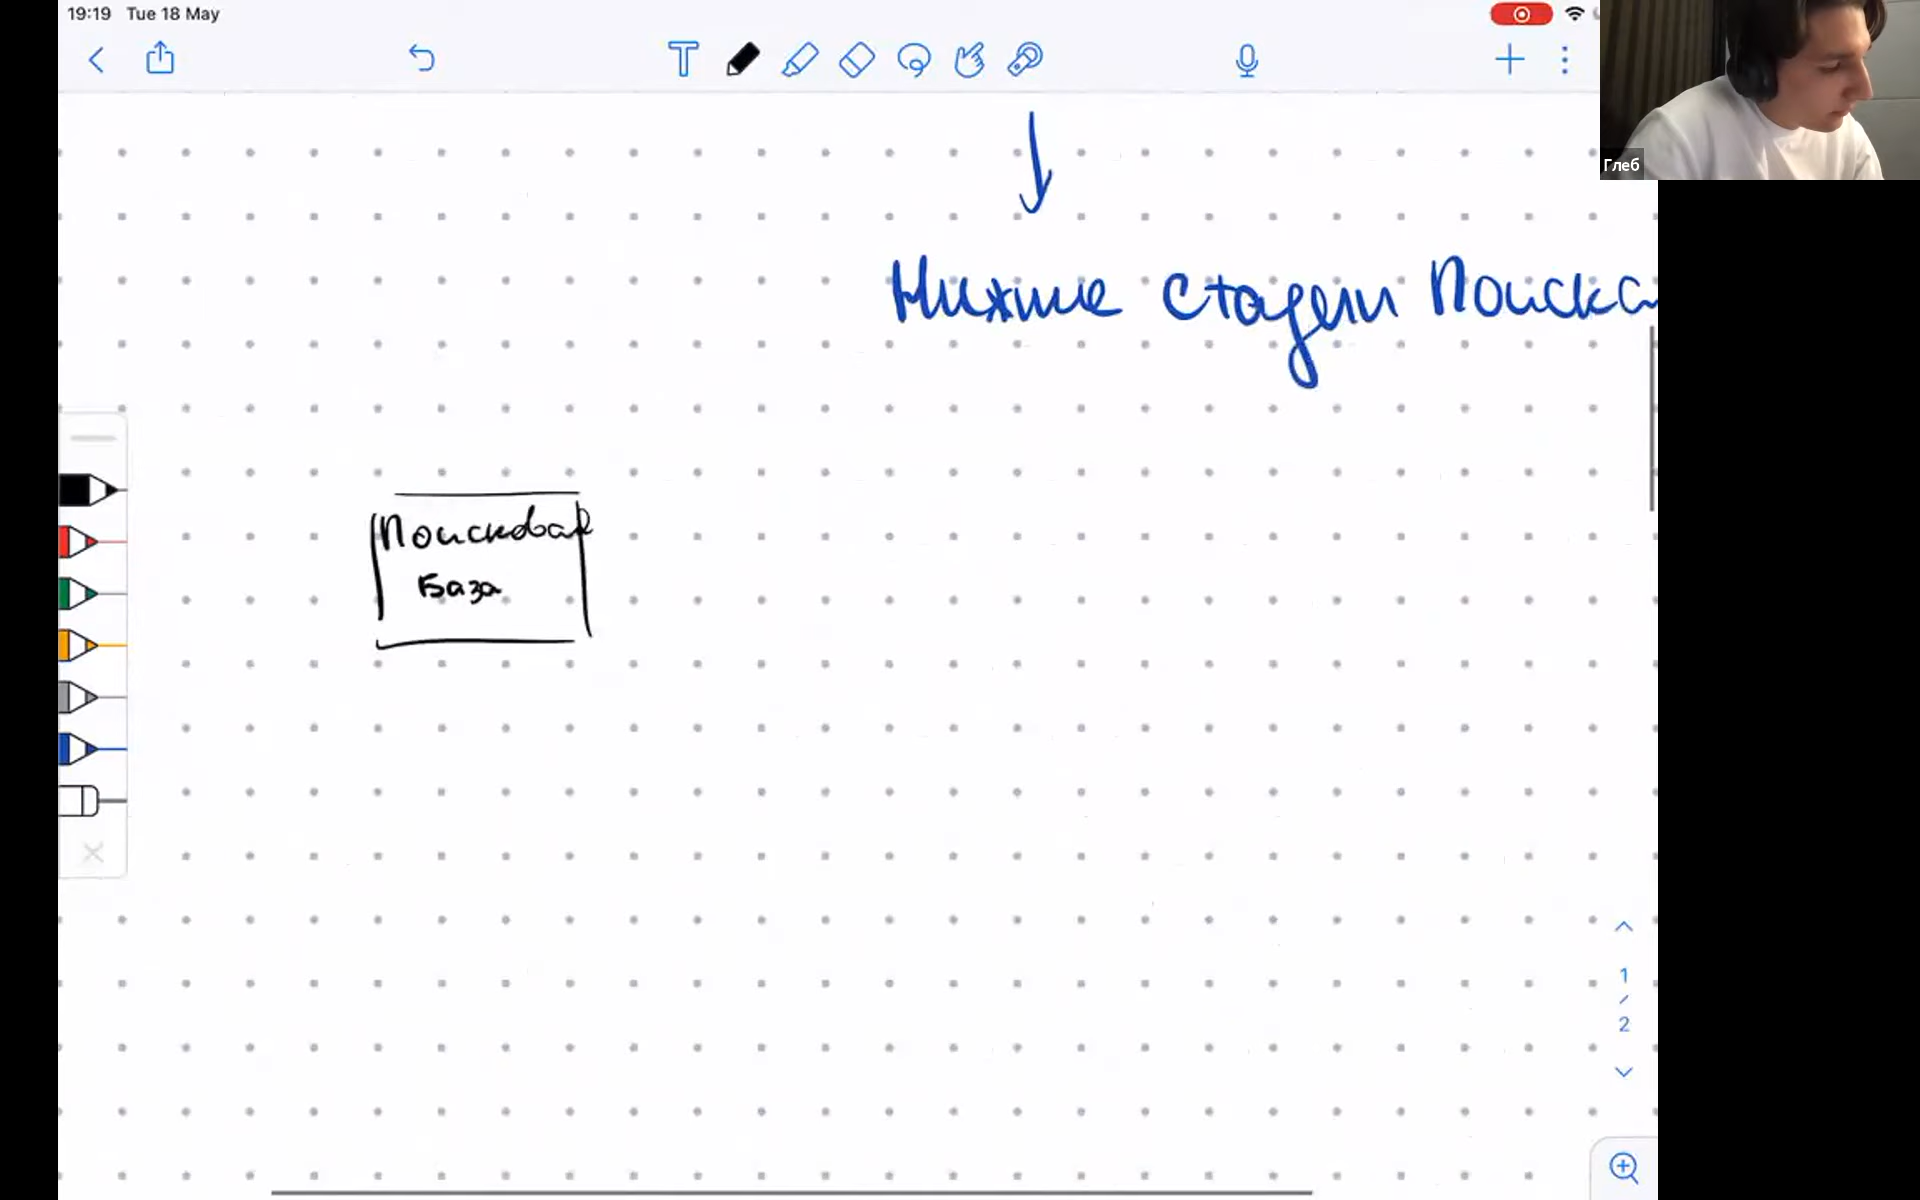 19:19 Tue 18 May
Глеб
Нижние стадии Поиска
Поисковая
База
1
/
2